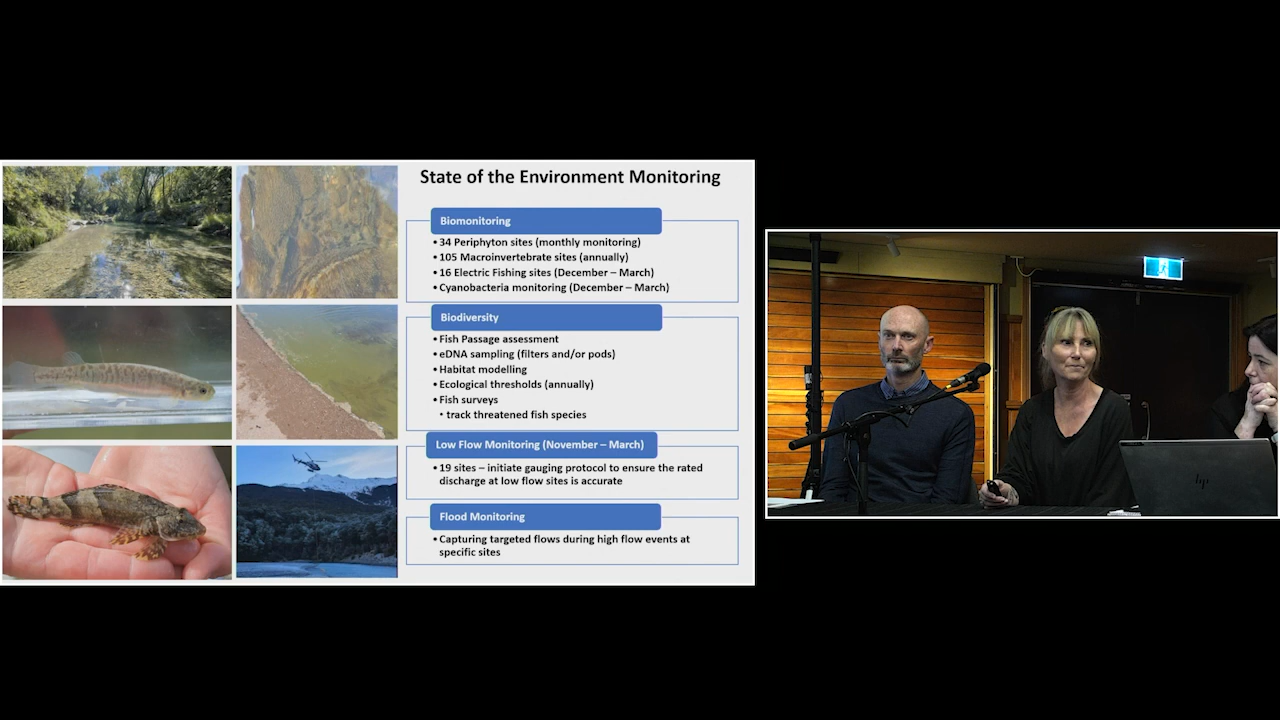 State of the Environment Monitoring
Biomonitoring
• 34 Periphyton sites (monthly monitoring)
• 105 Macroinvertebrate sites (annually)
• 16 Electric Fishing sites (December – March)
• Cyanobacteria monitoring (December – March)
Biodiversity
• Fish Passage assessment
• eDNA sampling (filters and/or pods)
• Habitat modelling
• Ecological thresholds (annually)
• Fish surveys
• track threatened fish species
Low Flow Monitoring (November – March)
• 19 sites – initiate gauging protocol to ensure the rated
discharge at low flow sites is accurate
Flood Monitoring
• Capturing targeted flows during high flow events at
specific sites
hp